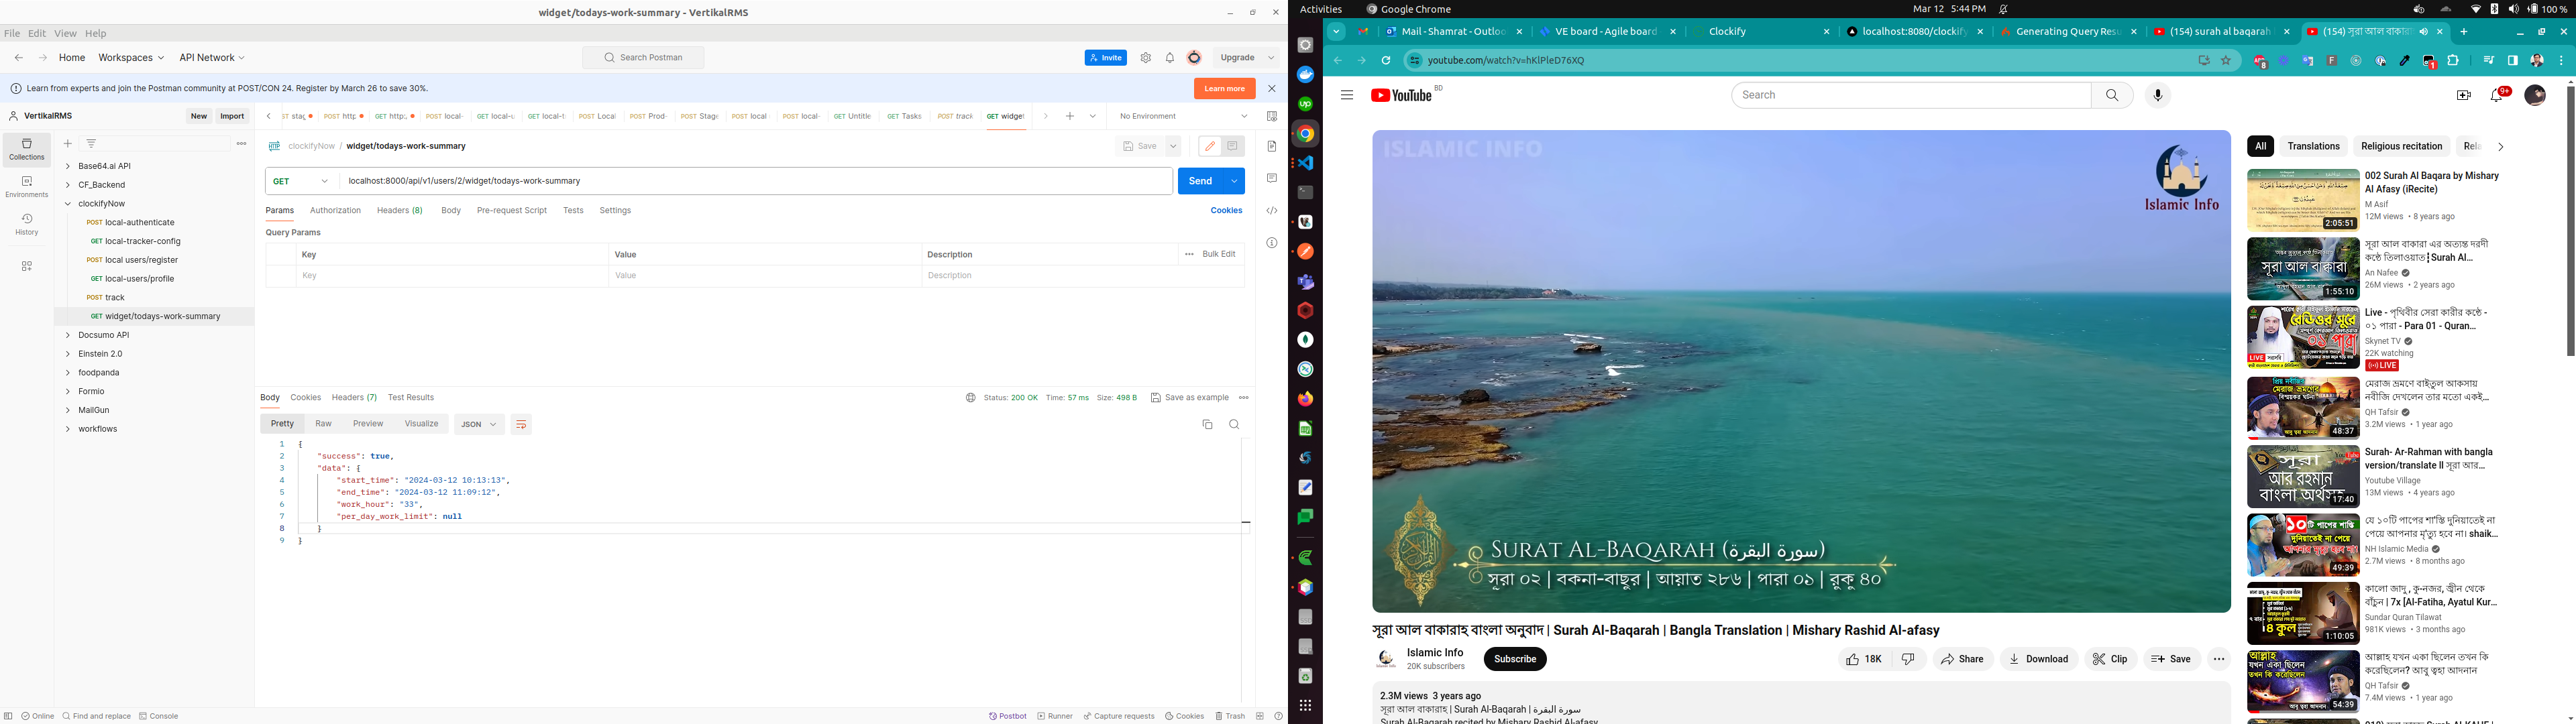 widget/todays-work-summary - VertikalRMS
File Edit View Help
Home Workspaces API Network
Search Postman
Invite
Upgrade
Learn from experts and join the Postman community at POST/CON 24. Register by March 26 to save 30%.
Learn more
VertikalRMS
New Import
Collections
Environments
History
Base64.ai API
CF_Backend
clockifyNow
POST local-authenticate
GET local-tracker-config
POST local users/register
GET local-users/profile
POST track
GET widget/todays-work-summary
Docsumo API
Einstein 2.0
foodpanda
Formio
MailGun
workflows
POST http:
GET http:
POST local-
GET local-u
GET local-t
POST Local
POST Prod-
POST Stage
POST local
POST local-
GET Untitle
GET Tasks
POST track
GET widget
No Environment
clockifyNow / widget/todays-work-summary
Save
GET
localhost:8000/api/v1/users/2/widget/todays-work-summary
Send
Params Authorization Headers (8) Body Pre-request Script Tests Settings
Cookies
Query Params
Key Value Description
Bulk Edit
Key Value Description
Body Cookies Headers (7) Test Results
Status: 200 OK Time: 57 ms Size: 498 B
Save as example
Pretty Raw Preview Visualize JSON
1 {
2 "success": true,
3 "data": {
4 "start_time": "2024-03-12 10:13:13",
5 "end_time": "2024-03-12 11:09:12",
6 "work_hour": "33",
7 "per_day_work_limit": null
8 }
9 }
Online Find and replace Console
Postbot Runner Capture requests Cookies Trash
Activities Google Chrome
Mar 12 5:44 PM
100 %
Mail - Shamrat - Outloo
VE board - Agile board -
Clockify
localhost:8080/clockify
Generating Query Resu
(154) surah al baqarah
(154) সূরা আল বাকারা
youtube.com/watch?v=hKlPleD76XQ
YouTube BD
Search
9+
ISLAMIC INFO
Islamic Info
SURAT AL-BAQARAH (سورة البقرة)
সূরা ০২ | বকনা-বাছুর | আয়াত ২৮৬ | পারা ০১ | রুকু ৪০
সূরা আল বাকারাহ বাংলা অনুবাদ | Surah Al-Baqarah | Bangla Translation | Mishary Rashid Al-afasy
Islamic Info
20K subscribers
Subscribe
18K
Share
Download
Clip
Save
2.3M views 3 years ago
সূরা আল বাকারাহ | Surah Al-Baqarah | سورة البقرة
Surah Al-Baqarah recited by Mishary Rashid Al-afasy
All Translations Religious recitation
002 Surah Al Baqara by Mishary
Al Afasy (iRecite)
M Asif
12M views • 8 years ago
2:05:51
সূরা আল বাকারা এর অত্যন্ত দরদী
কন্ঠে তিলাওয়াত┇Surah Al...
An Nafee
26M views • 2 years ago
সূরা আল বাকারা
1:55:10
Live - পৃথিবীর সেরা কারীর কন্ঠে -
০১ পারা - Para 01 - Quran...
Skynet TV
22K watching
LIVE
LIVE
মেরাজ ভ্রমণে বাইতুল আকসায়
নবীজি দেখলেন তার মতো একই...
QH Tafsir
3.2M views • 1 year ago
48:37
Surah- Ar-Rahman with bangla
version/translate II সূরা আর...
Youtube Village
13M views • 4 years ago
সূরা
আর রহমান
বাংলা অর্থসহ
17:40
যে ১০টি পাপের শাস্তি দুনিয়াতেই না
পেয়ে আপনার মৃত্যু হবে না। shaik...
NH Islamic Media
2.7M views • 8 months ago
49:39
কালো জাদু , কু-নজর, জ্বীন থেকে
বাঁচুন | 7x [Al-Fatiha, Ayatul Kur...
Sundar Quran Tilawat
981K views • 3 months ago
1:10:05
আল্লাহ যখন একা ছিলেন তখন কি
করেছিলেন? আবু ত্বহা আদনান
QH Tafsir
7.4M views • 1 year ago
54:39